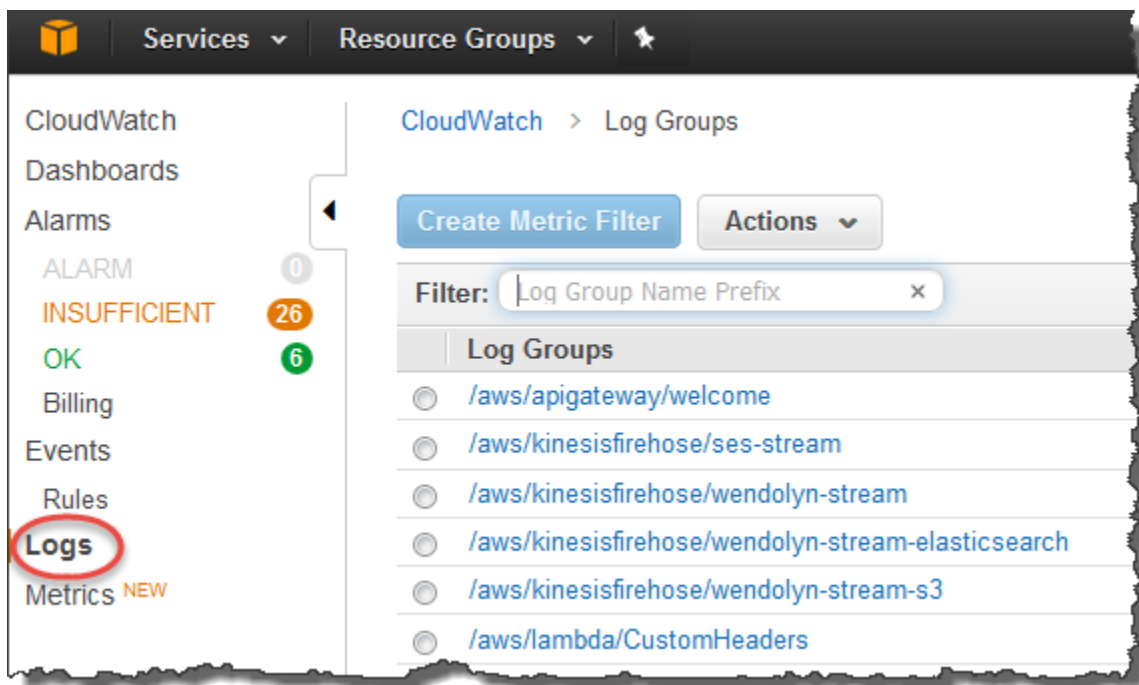 Services Resource Groups
CloudWatch
Dashboards
Alarms
ALARM 0
INSUFFICIENT 26
OK 6
Billing
Events
Rules
Logs
Metrics NEW
CloudWatch > Log Groups
Create Metric Filter Actions
Filter: Log Group Name Prefix ×
Log Groups
/aws/apigateway/welcome
/aws/kinesisfirehose/ses-stream
/aws/kinesisfirehose/wendolyn-stream
/aws/kinesisfirehose/wendolyn-stream-elasticsearch
/aws/kinesisfirehose/wendolyn-stream-s3
/aws/lambda/CustomHeaders